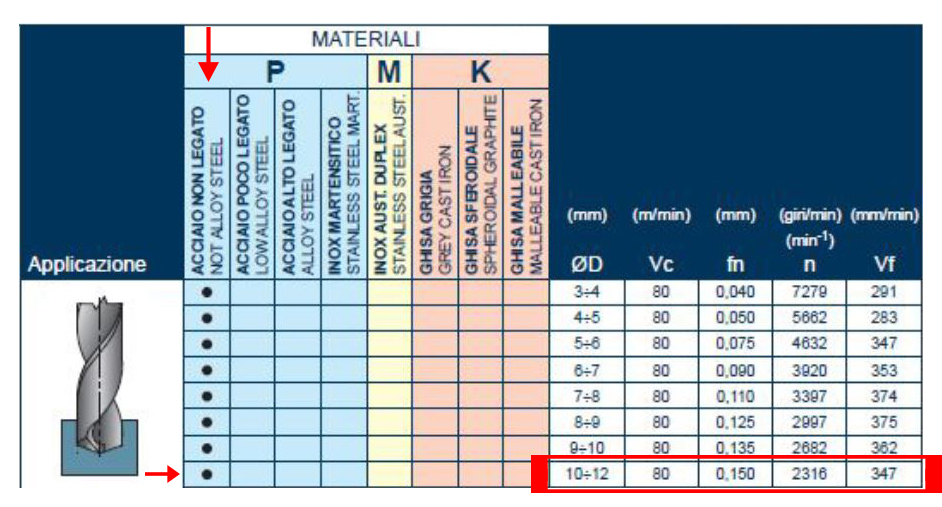 MATERIALI
P M K
ACCIAIO NON LEGATO
NOT ALLOY STEEL
ACCIAIO POCO LEGATO
LOWALLOY STEEL
ACCIAIO ALTO LEGATO
ALLOY STEEL
INOX MARTENSITICO
STAINLESS STEEL MART.
INOX AUST. DUPLEX
STAINLESS STEEL AUST.
GHISA GRIGIA
GREY CAST IRON
GHISA SFEROIDALE
SPHEROIDAL GRAPHITE
GHISA MALLEABILE
MALLEABLE CAST IRON
(mm) (m/min) (mm) (giri/min) (mm/min)
(min⁻¹)
Applicazione ØD Vc fn n Vf
3÷4 80 0,040 7279 291
4÷5 80 0,050 5662 283
5÷6 80 0,075 4632 347
6÷7 80 0,090 3920 353
7÷8 80 0,110 3397 374
8÷9 80 0,125 2997 375
9÷10 80 0,135 2682 362
10÷12 80 0,150 2316 347